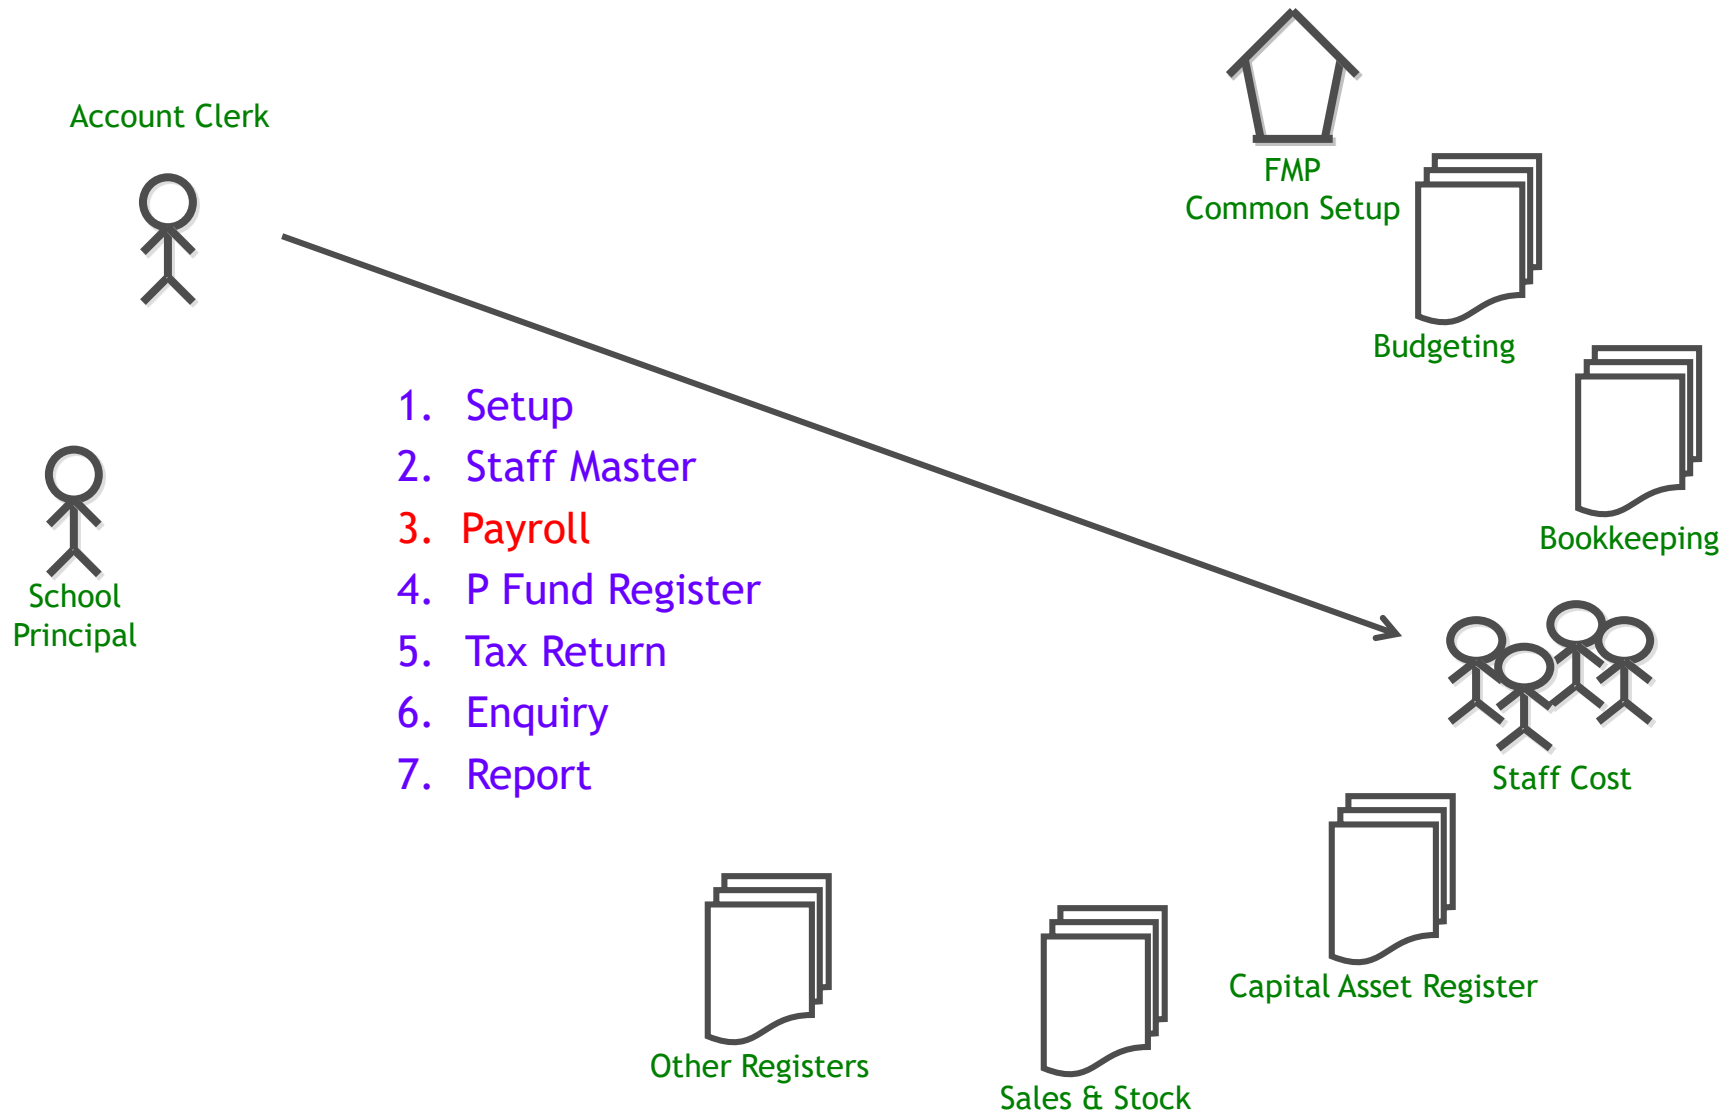 Account Clerk
FMP
Common Setup
Budgeting
1. Setup
2. Staff Master
3. Payroll
4. P Fund Register
5. Tax Return
6. Enquiry
7. Report
School
Principal
Bookkeeping
Staff Cost
Capital Asset Register
Other Registers
Sales & Stock